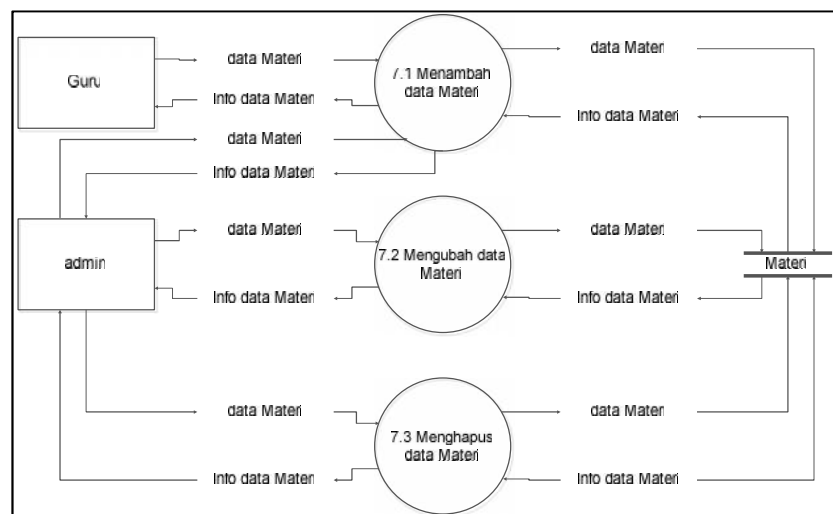 data Materi
7.1 Menambah
data Materi
data Materi
Guru
Info data Materi
Info data Materi
data Materi
Info data Materi
data Materi
data Materi
7.2 Mengubah data
Materi
admin
Materi
Info data Materi
Info data Materi
data Materi
data Materi
7.3 Menghapus
data Materi
Info data Materi
Info data Materi